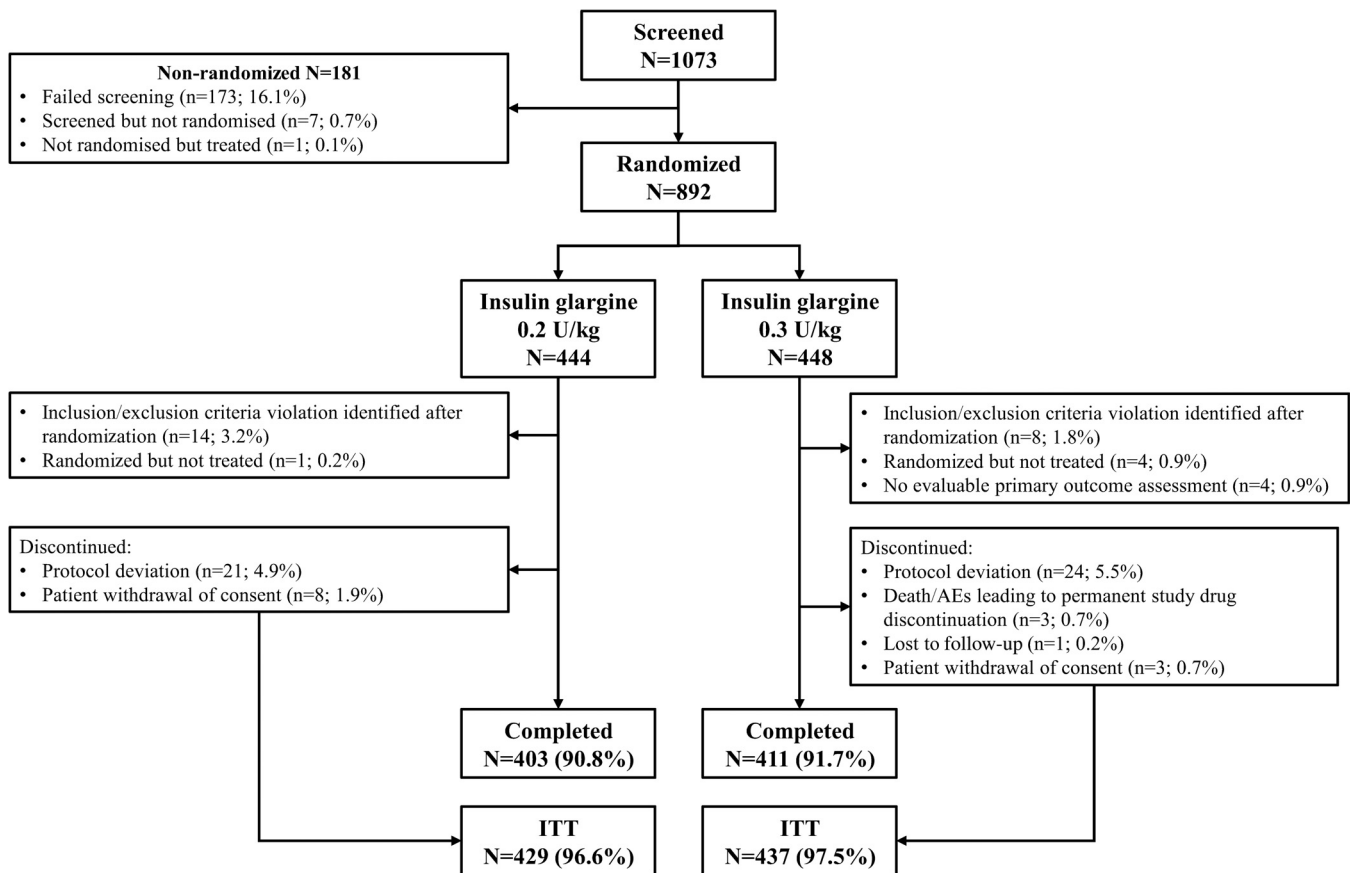 Screened
N=1073
Non-randomized N=181
• Failed screening (n=173; 16.1%)
• Screened but not randomised (n=7; 0.7%)
• Not randomised but treated (n=1; 0.1%)
Randomized
N=892
Insulin glargine
0.2 U/kg
N=444
Insulin glargine
0.3 U/kg
N=448
• Inclusion/exclusion criteria violation identified after
randomization (n=14; 3.2%)
• Randomized but not treated (n=1; 0.2%)
• Inclusion/exclusion criteria violation identified after
randomization (n=8; 1.8%)
• Randomized but not treated (n=4; 0.9%)
• No evaluable primary outcome assessment (n=4; 0.9%)
Discontinued:
• Protocol deviation (n=21; 4.9%)
• Patient withdrawal of consent (n=8; 1.9%)
Discontinued:
• Protocol deviation (n=24; 5.5%)
• Death/AEs leading to permanent study drug
discontinuation (n=3; 0.7%)
• Lost to follow-up (n=1; 0.2%)
• Patient withdrawal of consent (n=3; 0.7%)
Completed
N=403 (90.8%)
Completed
N=411 (91.7%)
ITT
N=429 (96.6%)
ITT
N=437 (97.5%)